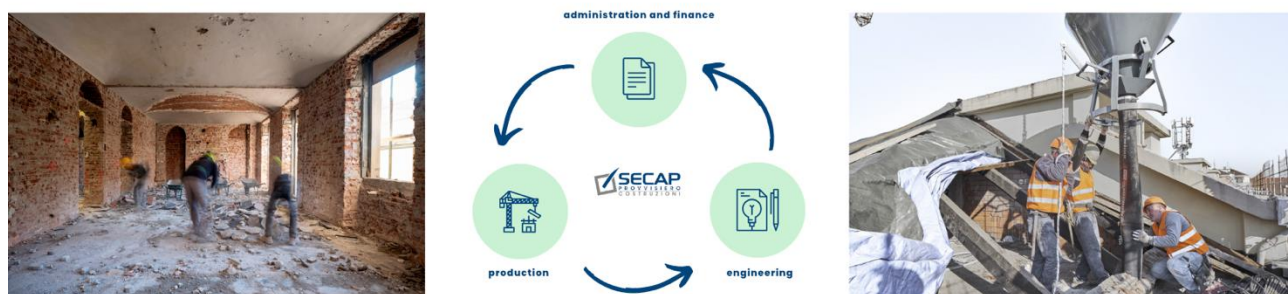 administration and finance
SECAP
PROVVISIERO
COSTRUZIONI
production
engineering